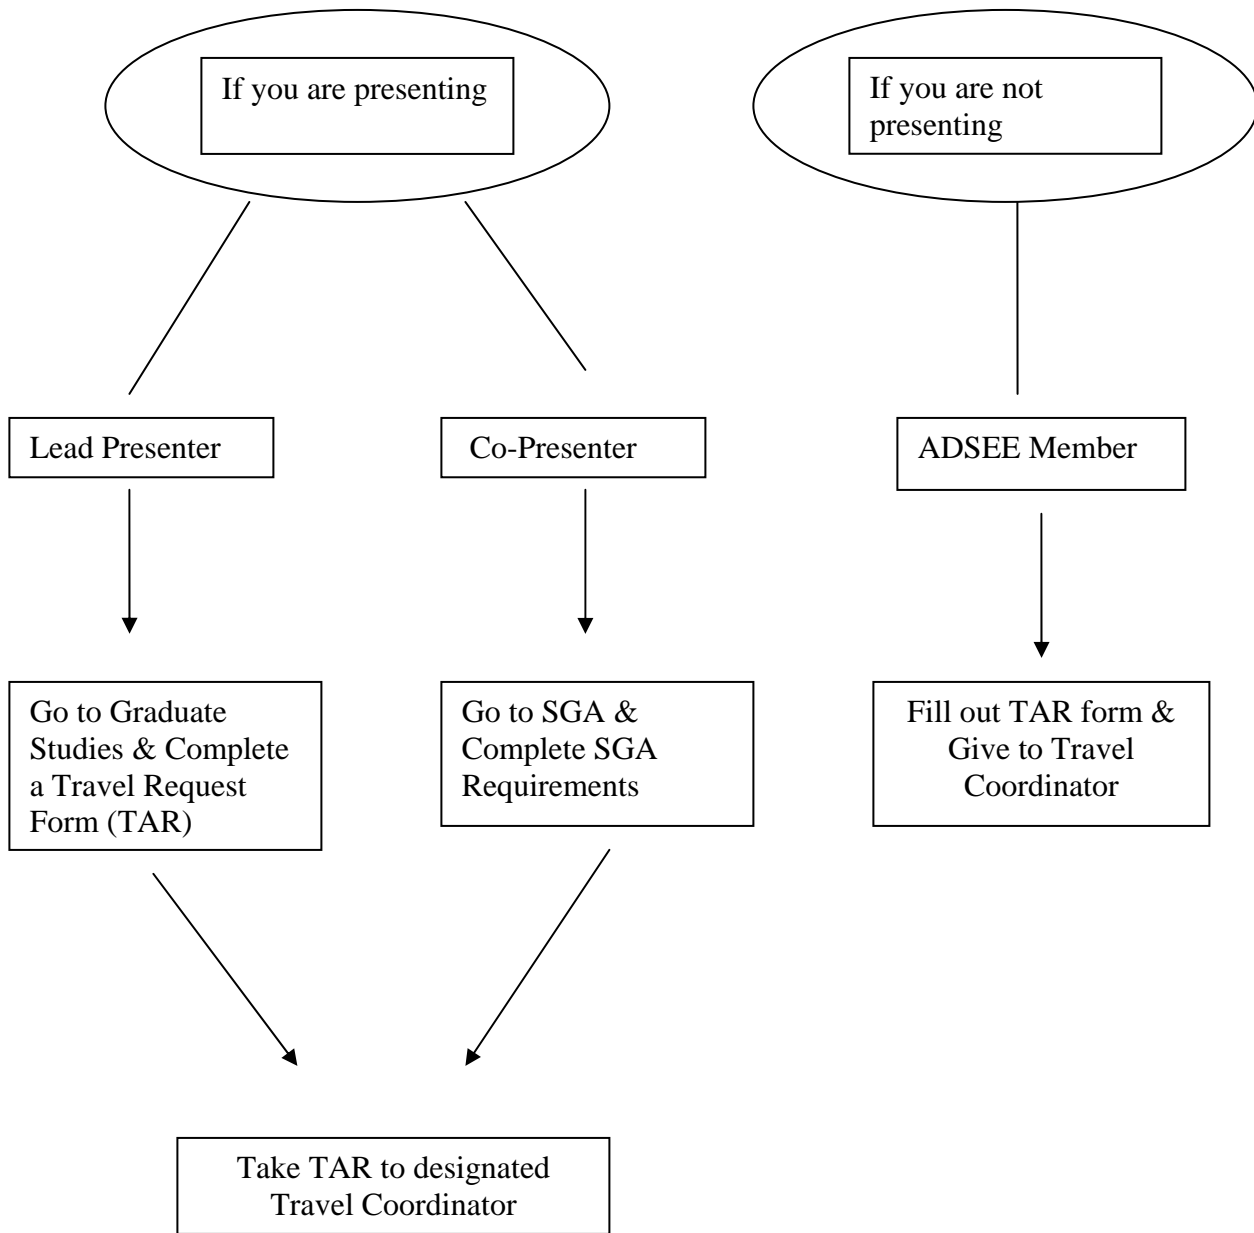 If you are presenting
If you are not
presenting
Lead Presenter
Co-Presenter
ADSEE Member
Go to Graduate
Studies & Complete
a Travel Request
Form (TAR)
Go to SGA &
Complete SGA
Requirements
Fill out TAR form &
Give to Travel
Coordinator
Take TAR to designated
Travel Coordinator